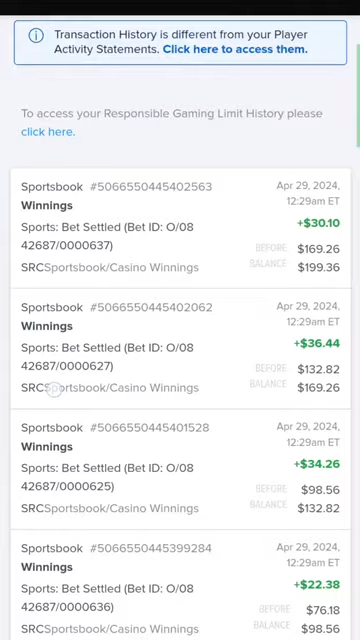 Transaction History is different from your Player
Activity Statements. Click here to access them.
To access your Responsible Gaming Limit History please
click here.
Sportsbook #5066550445402563
Apr 29, 2024,
12:29am ET
Winnings
+$30.10
Sports: Bet Settled (Bet ID: O/08
42687/0000637)
BEFORE $169.26
SRCSportsbook/Casino Winnings
BALANCE $199.36
Sportsbook #5066550445402062
Apr 29, 2024,
12:29am ET
Winnings
+$36.44
Sports: Bet Settled (Bet ID: O/08
42687/0000627)
BEFORE $132.82
SRCSportsbook/Casino Winnings
BALANCE $169.26
Sportsbook #5066550445401528
Apr 29, 2024,
12:29am ET
Winnings
+$34.26
Sports: Bet Settled (Bet ID: O/08
42687/0000625)
BEFORE $98.56
SRCSportsbook/Casino Winnings
BALANCE $132.82
Sportsbook #5066550445399284
Apr 29, 2024,
12:29am ET
Winnings
+$22.38
Sports: Bet Settled (Bet ID: O/08
42687/0000636)
BEFORE $76.18
SRCSportsbook/Casino Winnings
BALANCE $98.56